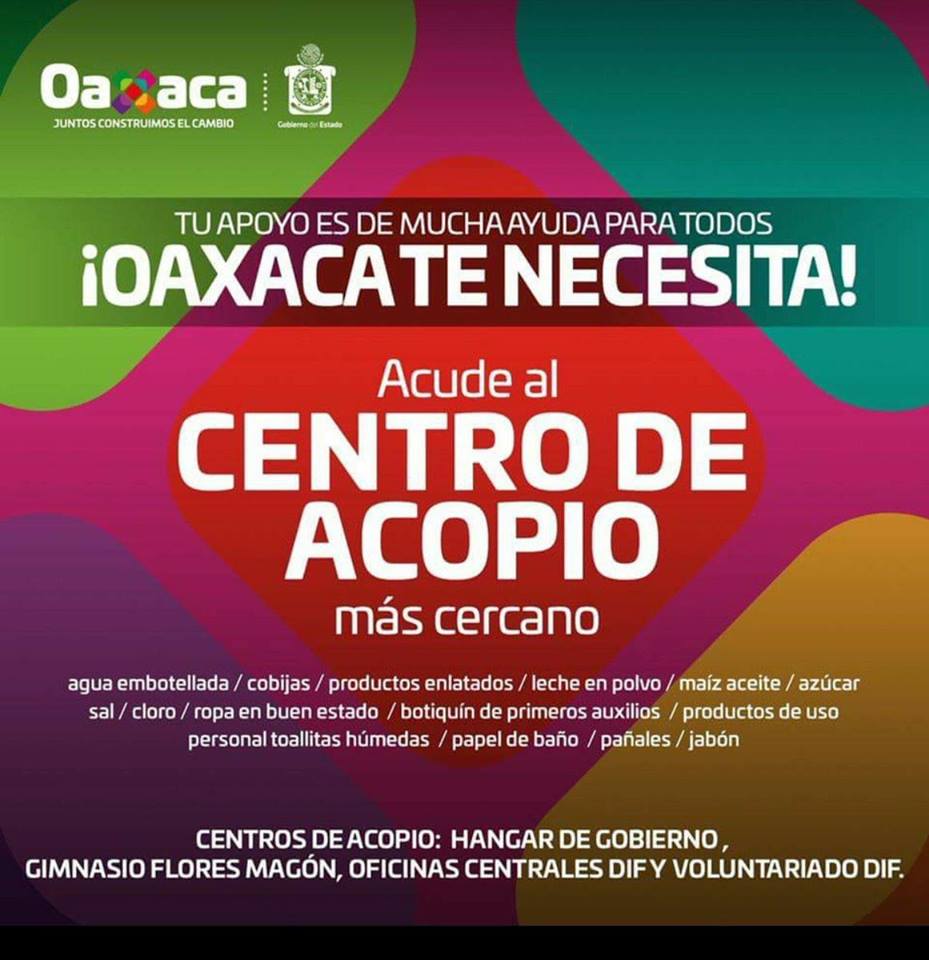 Oaxaca
JUNTOS CONSTRUIMOS EL CAMBIO
Gobierno del Estado
TU APOYO ES DE MUCHA AYUDA PARA TODOS
¡OAXACA TE NECESITA!
Acude al
CENTRO DE
ACOPIO
más cercano
agua embotellada / cobijas / productos enlatados / leche en polvo / maíz aceite / azúcar
sal / cloro / ropa en buen estado / botiquín de primeros auxilios / productos de uso
personal toallitas húmedas / papel de baño / pañales / jabón
CENTROS DE ACOPIO: HANGAR DE GOBIERNO,
GIMNASIO FLORES MAGÓN, OFICINAS CENTRALES DIF Y VOLUNTARIADO DIF.